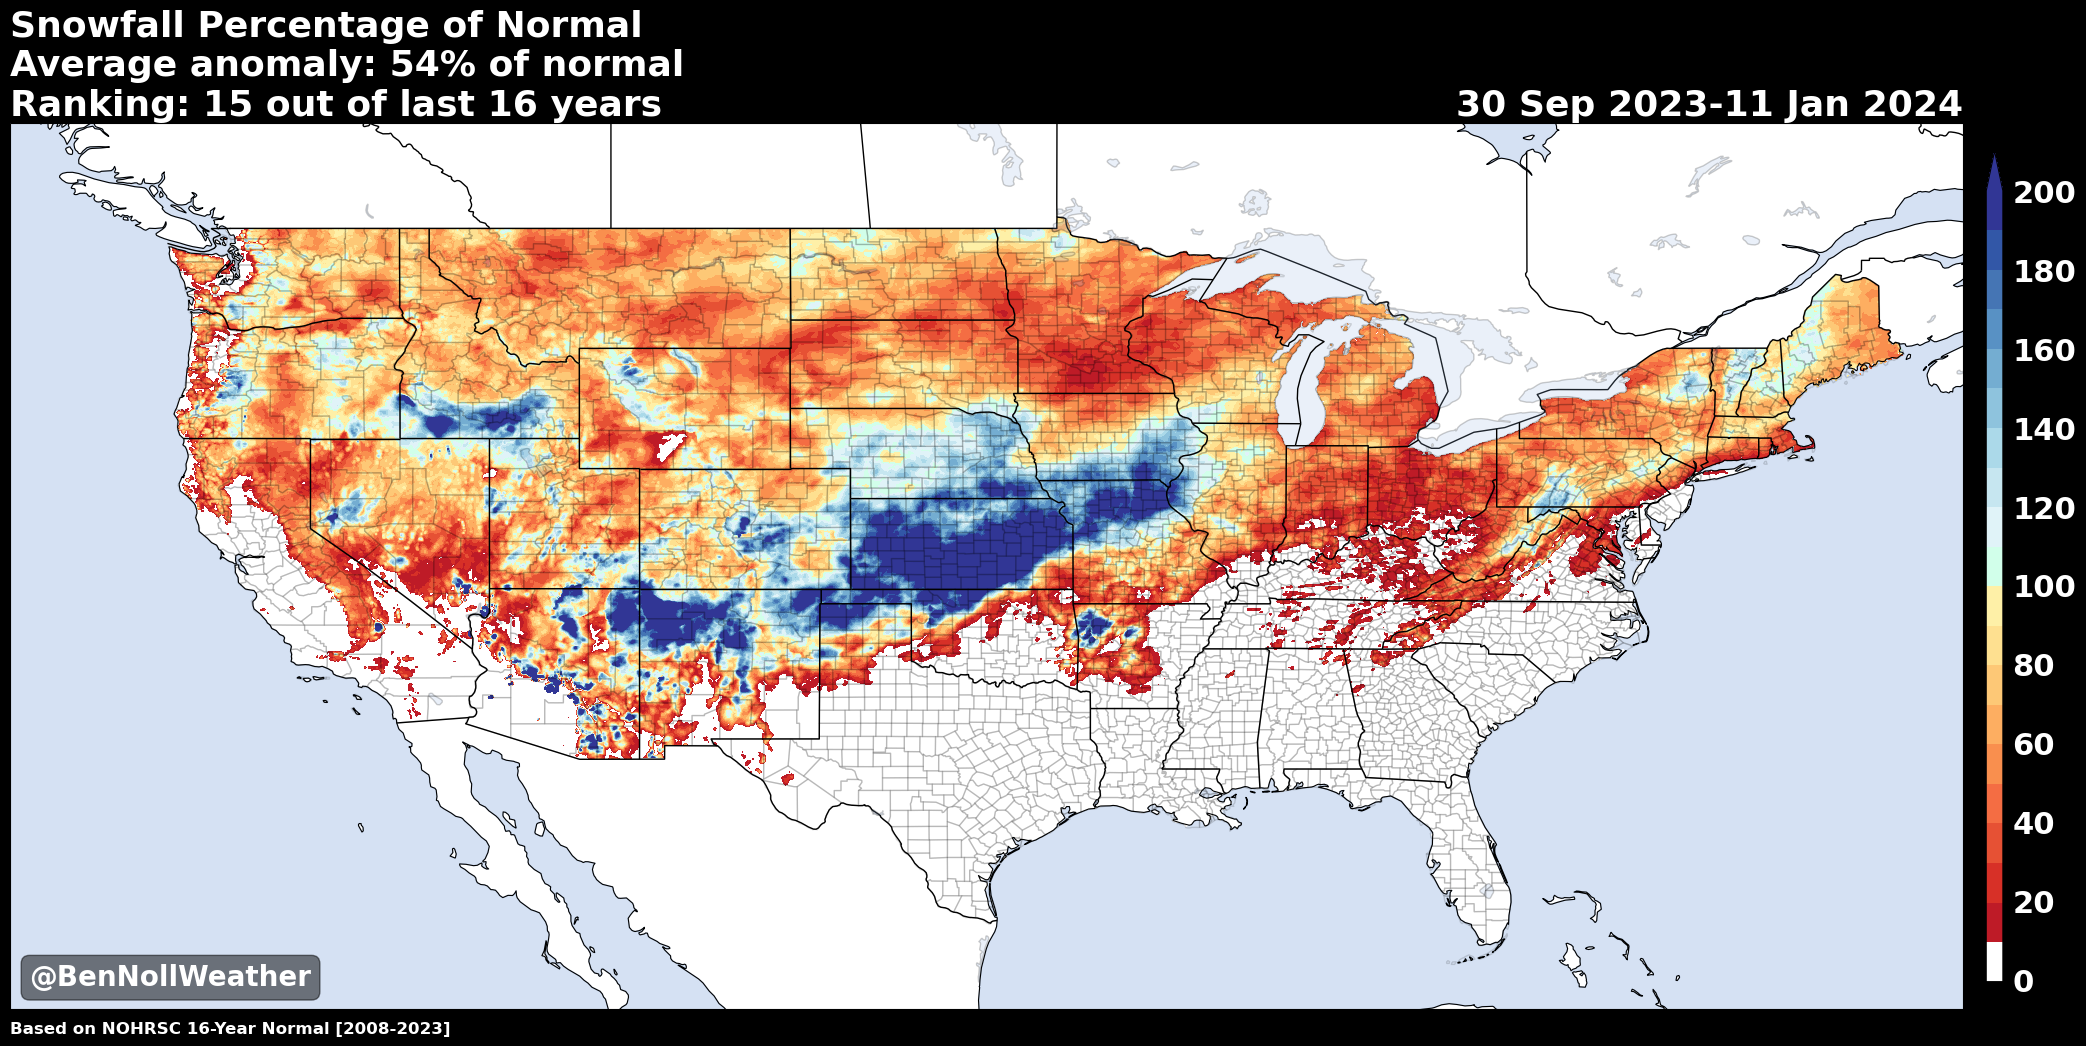 Snowfall Percentage of Normal
Average anomaly: 54% of normal
Ranking: 15 out of last 16 years
30 Sep 2023-11 Jan 2024
200
180
160
140
120
100
80
60
40
20
0
@BenNollWeather
Based on NOHRSC 16-Year Normal [2008-2023]